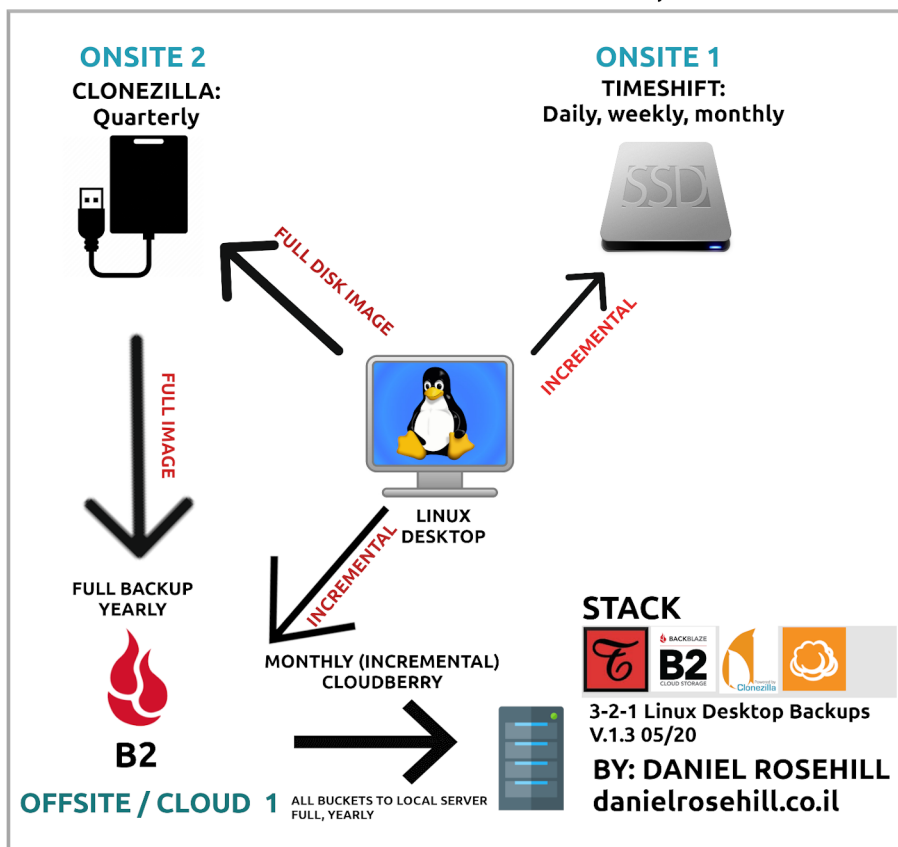 ONSITE 2
CLONEZILLA:
Quarterly
ONSITE 1
TIMESHIFT:
Daily, weekly, monthly
SSD
FULL DISK IMAGE
INCREMENTAL
FULL IMAGE
LINUX
DESKTOP
INCREMENTAL
FULL BACKUP
YEARLY
MONTHLY (INCREMENTAL)
CLOUDBERRY
B2
OFFSITE / CLOUD 1
ALL BUCKETS TO LOCAL SERVER
FULL, YEARLY
STACK
BACKBLAZE
B2
CLOUD STORAGE
Powered by
Clonezilla
3-2-1 Linux Desktop Backups
V.1.3 05/20
BY: DANIEL ROSEHILL
danielrosehill.co.il